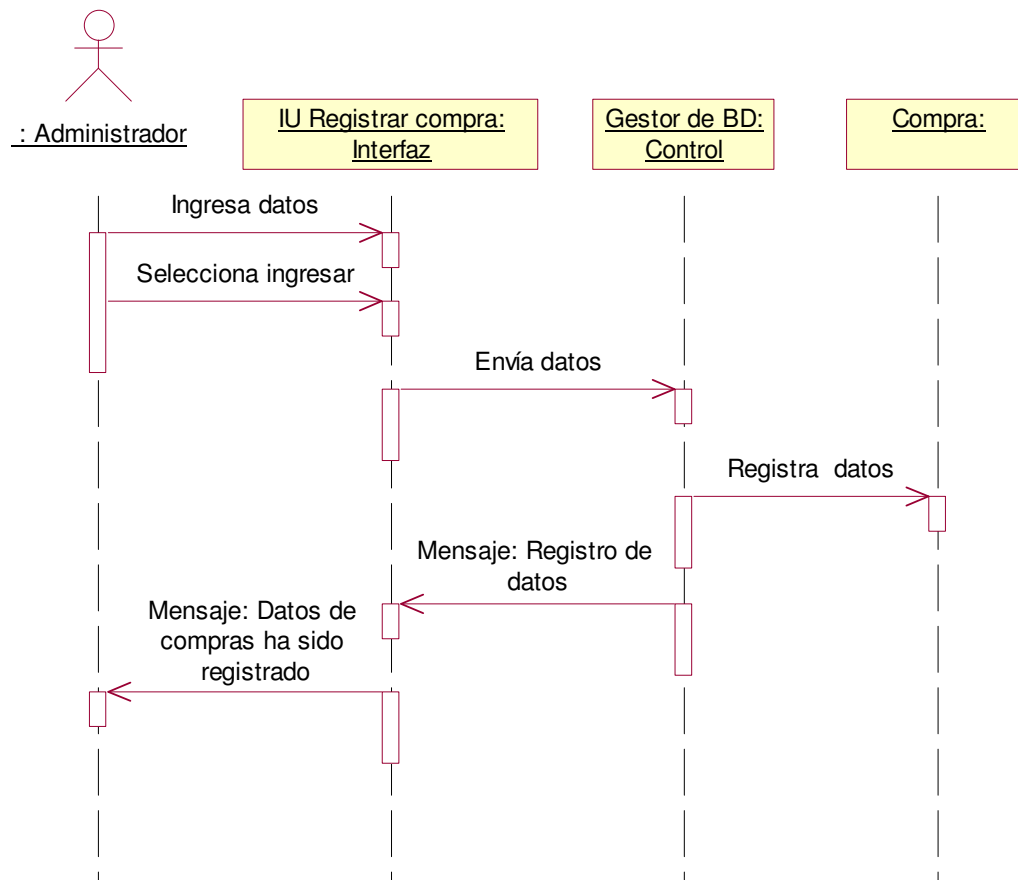 : Administrador
IU Registrar compra:
Interfaz
Gestor de BD:
Control
Compra:
Ingresa datos
Selecciona ingresar
Envía datos
Registra datos
Mensaje: Registro de
datos
Mensaje: Datos de
compras ha sido
registrado